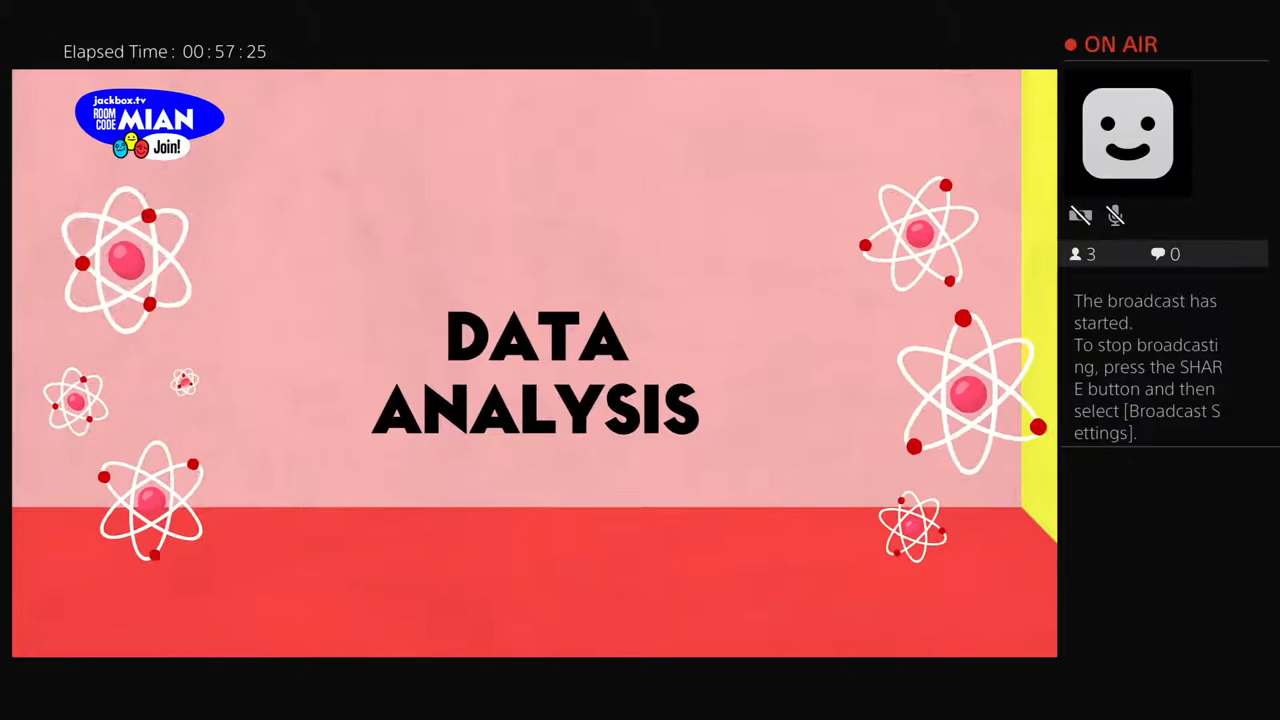 Elapsed Time: 00:57:25
ON AIR
jackbox.tv
ROOM
CODE
MIAN
Join!
3
0
The broadcast has
started.
To stop broadcasti
ng, press the SHAR
E button and then
select [Broadcast S
ettings].
DATA
ANALYSIS